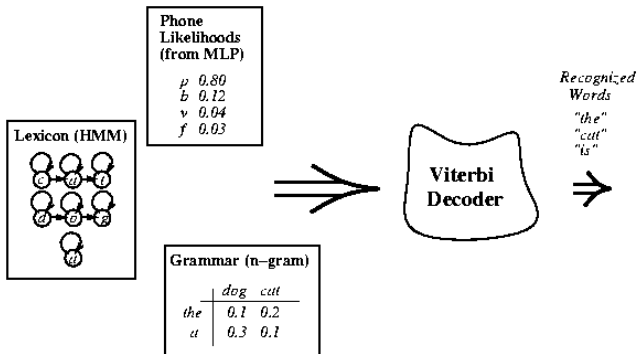 Phone
Likelihoods
(from MLP)
p 0.80
b 0.12
v 0.04
f 0.03
Lexicon (HMM)
c a t
d o g
a
Grammar (n-gram)
dog cat
the 0.1 0.2
a 0.3 0.1
Viterbi
Decoder
Recognized
Words
"the"
"cat"
"is"